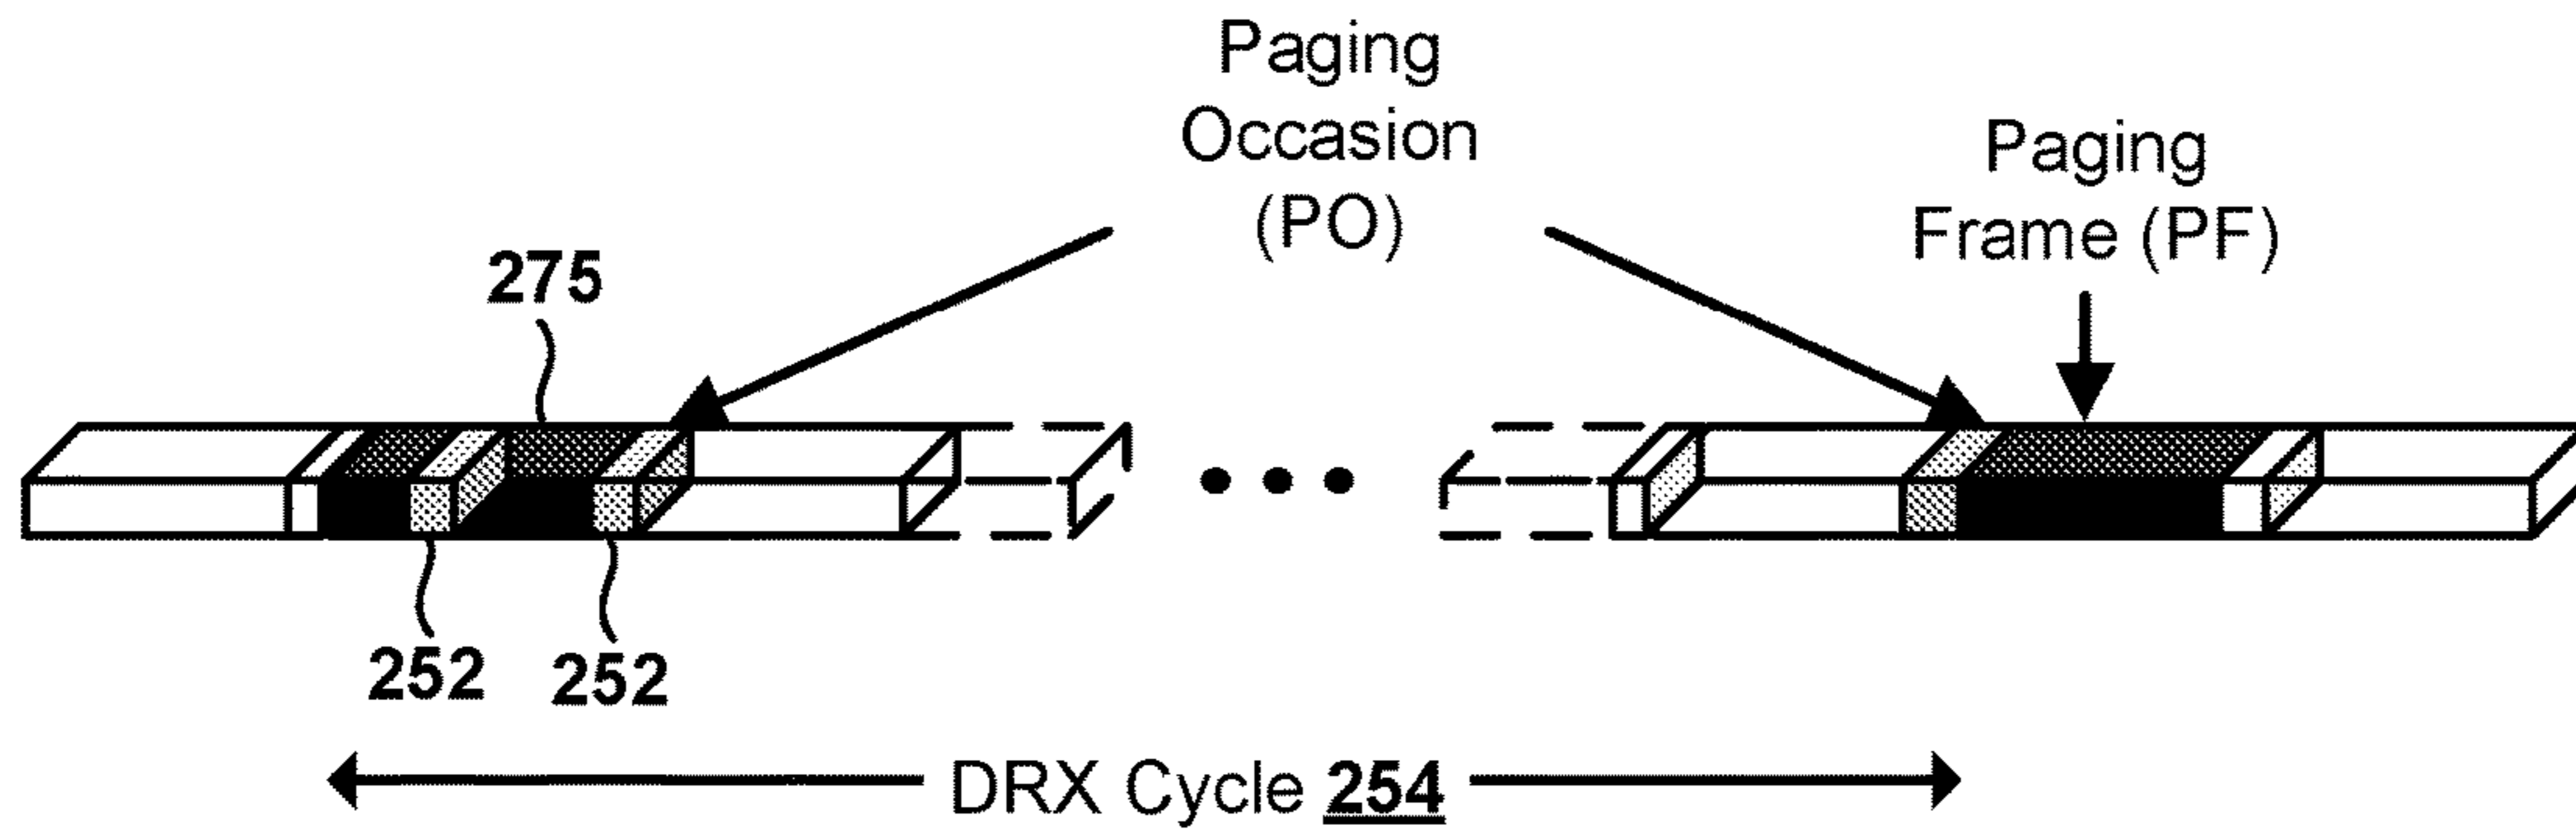 Paging
Occasion
(PO)
Paging
Frame (PF)
275
252
252
DRX Cycle 254